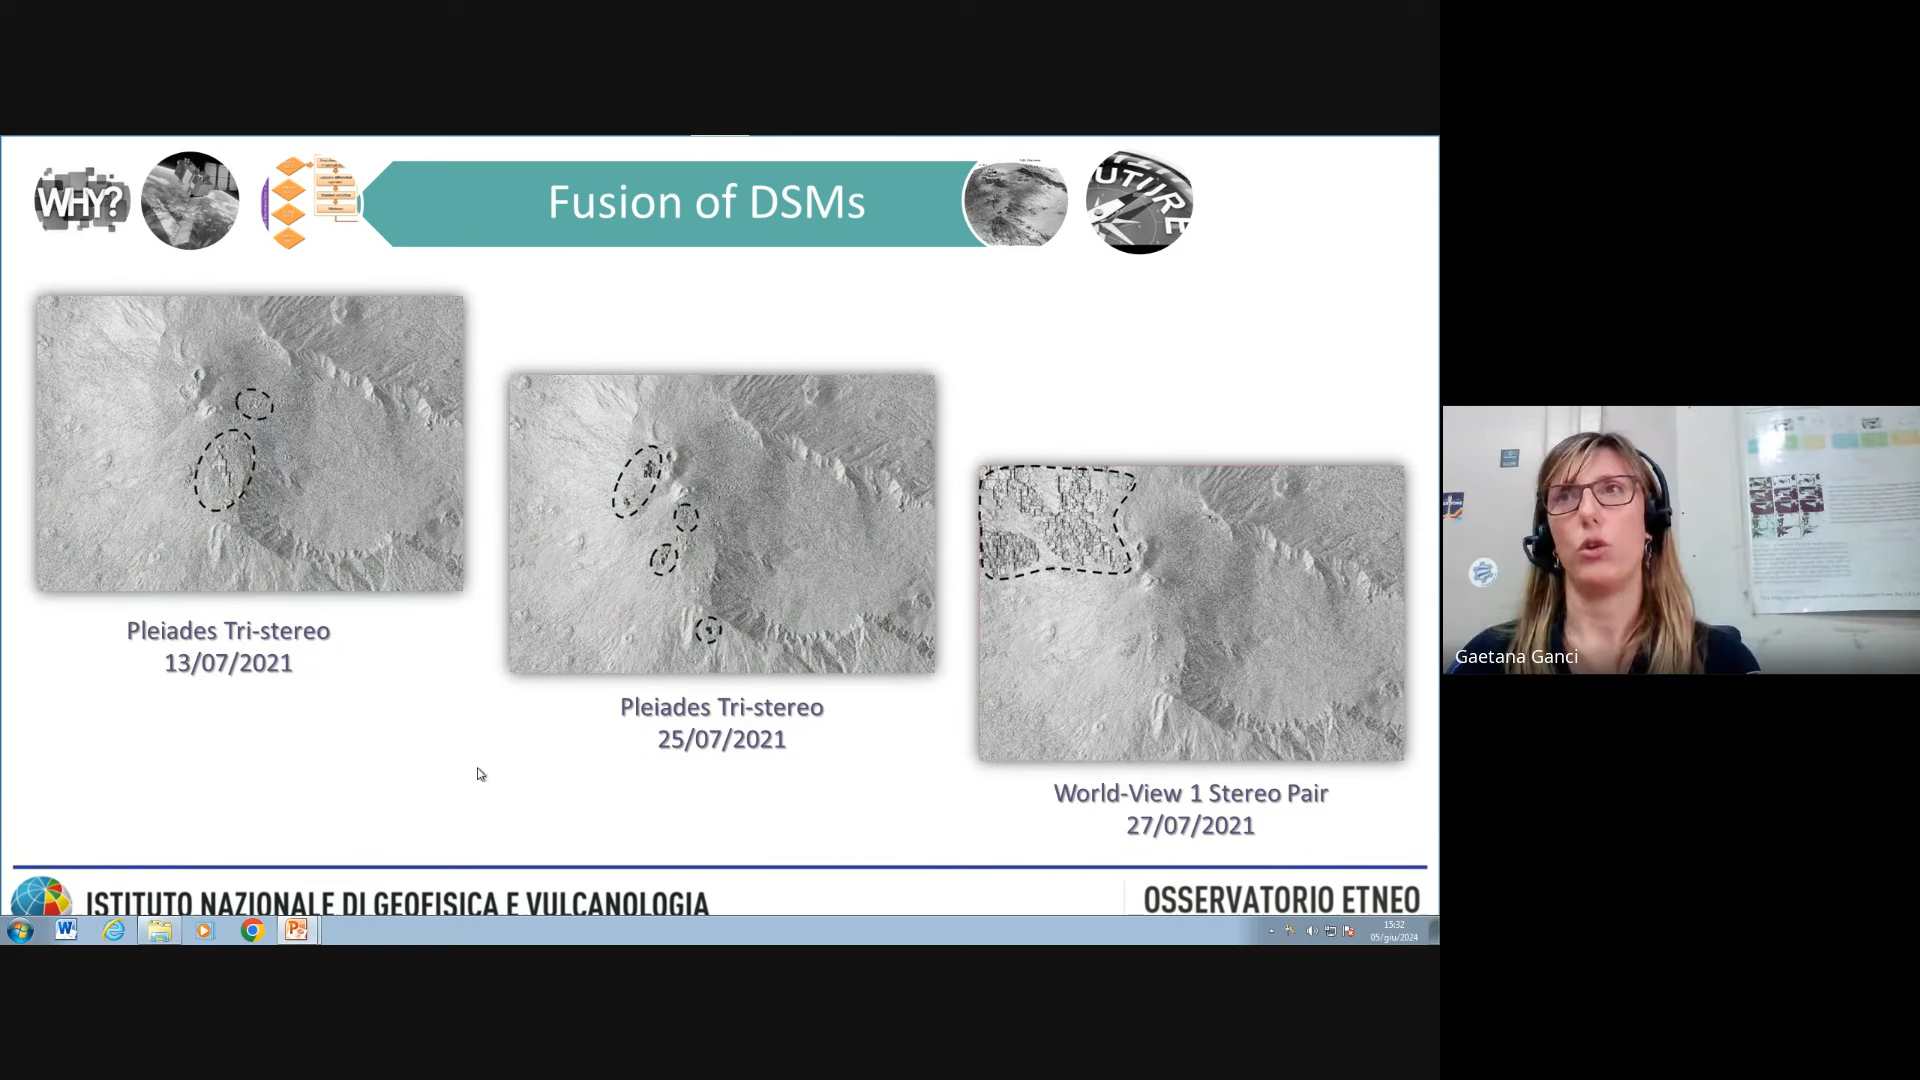 WHY?
Fusion of DSMs
FUTURE
Pleiades Tri-stereo
13/07/2021
Pleiades Tri-stereo
25/07/2021
World-View 1 Stereo Pair
27/07/2021
Gaetana Ganci
ISTITUTO NAZIONALE DI GEOFISICA E VULCANOLOGIA
OSSERVATORIO ETNEO
15:32
05/giu/2024